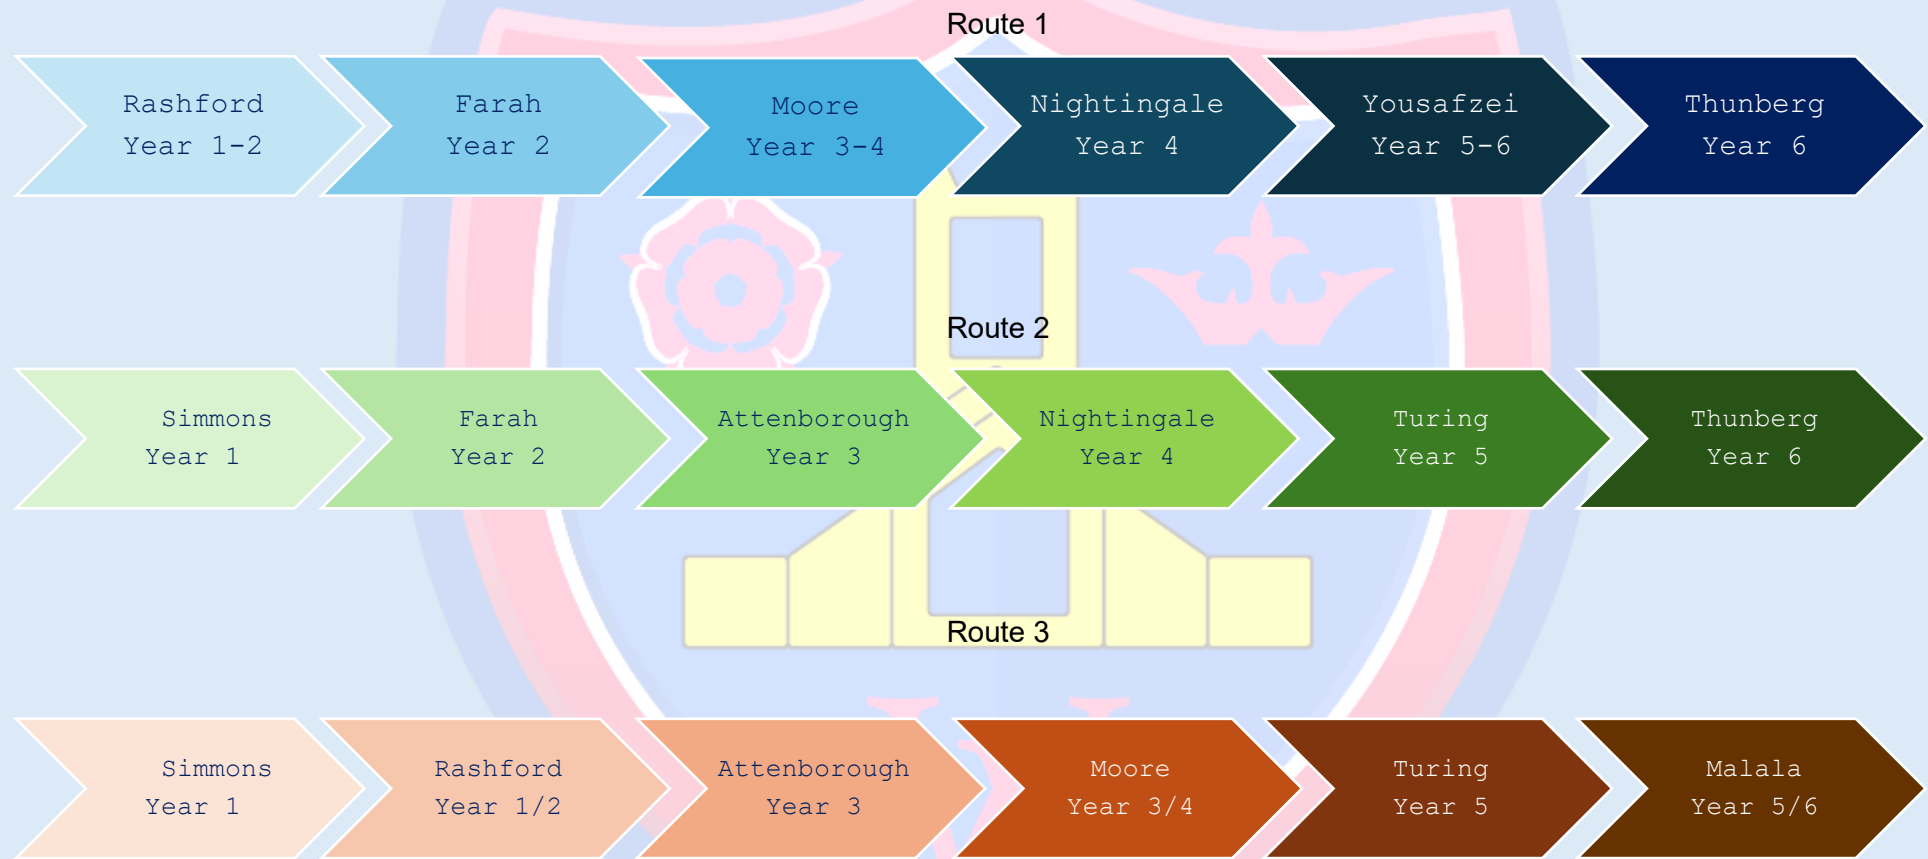 Route 1
Rashford
Year 1-2
Farah
Year 2
Moore
Year 3-4
Nightingale
Year 4
Yousafzei
Year 5-6
Thunberg
Year 6
Route 2
Simmons
Year 1
Farah
Year 2
Attenborough
Year 3
Nightingale
Year 4
Turing
Year 5
Thunberg
Year 6
Route 3
Simmons
Year 1
Rashford
Year 1/2
Attenborough
Year 3
Moore
Year 3/4
Turing
Year 5
Malala
Year 5/6